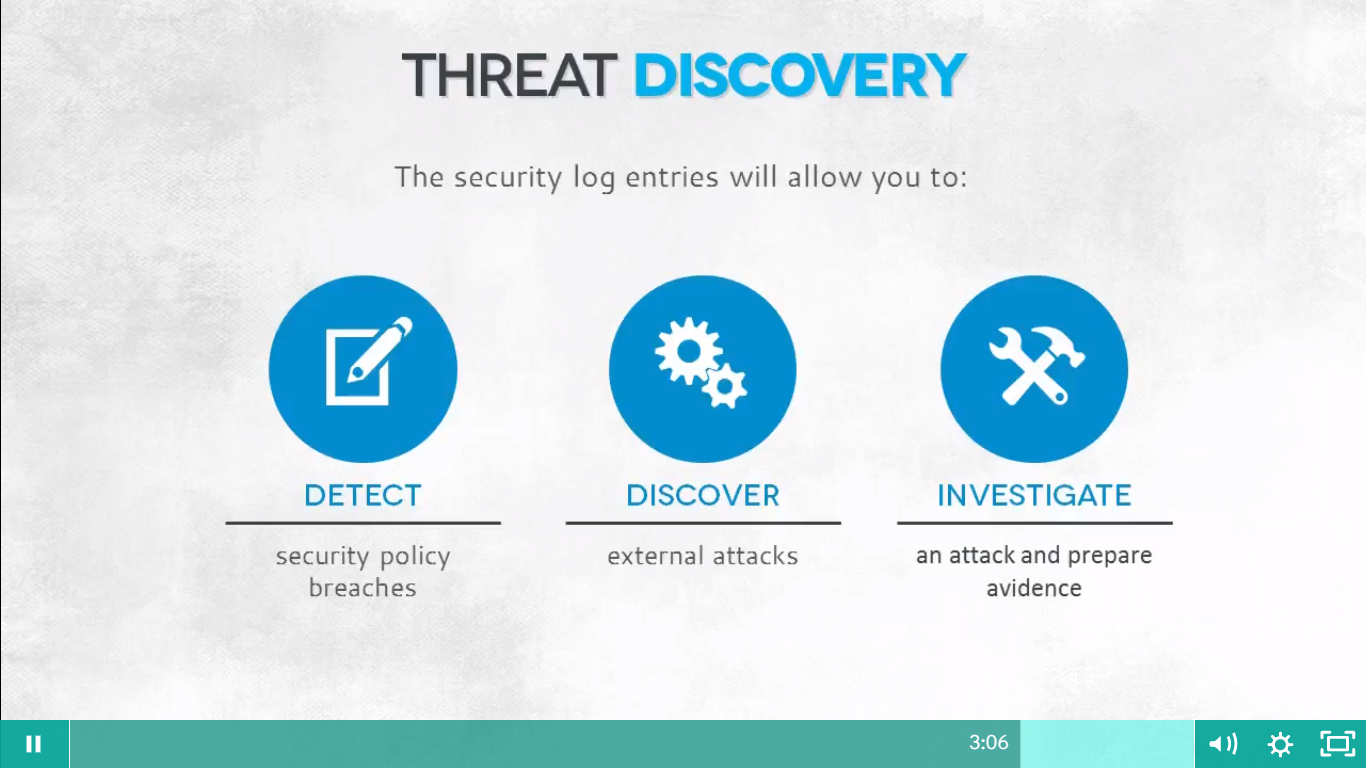 THREAT DISCOVERY
The security log entries will allow you to:
DETECT
security policy
breaches
DISCOVER
external attacks
INVESTIGATE
an attack and prepare
avidence
3:06